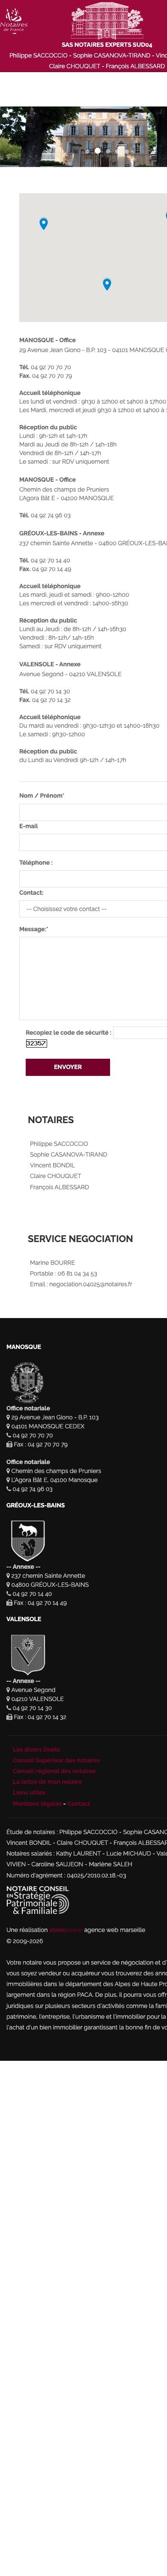 Notaires
de France
SAS NOTAIRES EXPERTS SUD04
Philippe SACCOCCIO - Sophie CASANOVA-TIRAND - Vinc
Claire CHOUQUET - François ALBESSARD
MANOSQUE - Office
29 Avenue Jean Giono - B.P. 103 - 04101 MANOSQUE
Tél. 04 92 70 70 70
Fax. 04 92 70 70 79
Accueil téléphonique
Les lundi et vendredi : 9h30 à 12h00 et 14h00 à 17h00
Les Mardi, mercredi et jeudi 9h30 à 12h00 et 14h00 à
Réception du public
Lundi : 9h-12h et 14h-17h
Mardi au Jeudi de 8h-12h / 14h-18h
Vendredi de 8h-12h / 14h-17h
Le samedi : sur RDV uniquement
MANOSQUE - Office
Chemin des champs de Pruniers
L'Agora Bât E - 04100 MANOSQUE
Tél. 04 92 74 96 03
GRÉOUX-LES-BAINS - Annexe
237 chemin Sainte Annette - 04800 GRÉOUX-LES-BA
Tél. 04 92 70 14 40
Fax. 04 92 70 14 49
Accueil téléphonique
Les mardi, jeudi et samedi : 9h00-12h00
Les mercredi et vendredi : 14h00-16h30
Réception du public
Lundi au Jeudi : de 8h-12h / 14h-16h30
Vendredi : 8h-12h/ 14h-16h
Samedi : sur RDV uniquement
VALENSOLE - Annexe
Avenue Segond - 04210 VALENSOLE
Tél. 04 92 70 14 30
Fax. 04 92 70 14 32
Accueil téléphonique
Du mardi au vendredi : 9h30-12h30 et 14h00-18h30
Le samedi : 9h30-12h00
Réception du public
du Lundi au Vendredi 9h-12h / 14h-17h
Nom / Prénom*
E-mail
Téléphone :
Contact:
-- Choisissez votre contact --
Message:*
Recopiez le code de sécurité :
32357
ENVOYER
NOTAIRES
Philippe SACCOCCIO
Sophie CASANOVA-TIRAND
Vincent BONDIL
Claire CHOUQUET
François ALBESSARD
SERVICE NEGOCIATION
Marine BOURRE
Portable : 06 81 04 34 53
Email : negociation.04025@notaires.fr
MANOSQUE
Office notariale
29 Avenue Jean Giono - B.P. 103
04101 MANOSQUE CEDEX
04 92 70 70 70
Fax : 04 92 70 70 79
Office notariale
Chemin des champs de Pruniers
L'Agora Bât E, 04100 Manosque
04 92 74 96 03
GRÉOUX-LES-BAINS
-- Annexe --
237 chemin Sainte Annette
04800 GRÉOUX-LES-BAINS
04 92 70 14 40
Fax : 04 92 70 14 49
VALENSOLE
-- Annexe --
Avenue Segond
04210 VALENSOLE
04 92 70 14 30
Fax : 04 92 70 14 32
Conseil Supérieur des notaires
Conseil régional des notaires
La lettre de mon notaire
Liens utiles
Mentions légales - Contact
Étude de notaires : Philippe SACCOCCIO - Sophie CASANO
Vincent BONDIL - Claire CHOUQUET - François ALBESSAR
Notaires salariés : Kathy LAURENT - Lucie MICHAUD - Vale
VIVIEN - Caroline SAUJEON - Marlène SALEH
Numéro d'agrément : 04025/2010.02.18.-03
NOTAIRE CONSEIL
EN Stratégie
Patrimoniale &
Familiale
Une réalisation agence web marseille
© 2009-2026
Votre notaire vous propose un service de négociation et d'
vous soyez vendeur ou acquéreur vous trouverez des ann
immobilières dans le département des Alpes de Haute Pro
largement dans la région PACA. De plus, il pourra vous off
juridiques sur plusieurs secteurs d'activités comme la fami
patrimoine, l'entreprise, l'urbanisme et l'immobilier pour la
l'achat d'un bien immobilier garantissant la bonne fin de vo